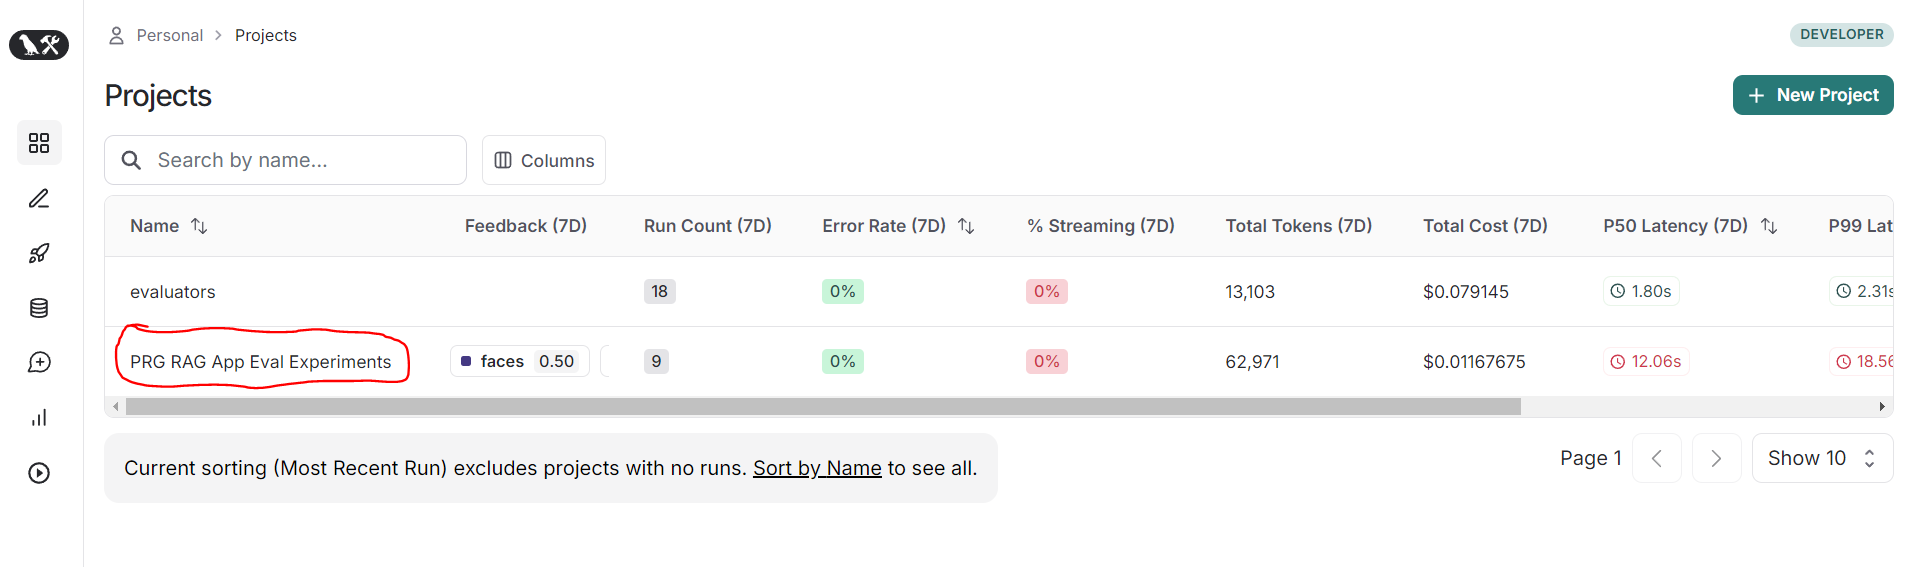 Personal > Projects
DEVELOPER
Projects
+ New Project
Search by name...
Columns
Name Feedback (7D) Run Count (7D) Error Rate (7D) % Streaming (7D) Total Tokens (7D) Total Cost (7D) P50 Latency (7D) P99 Lat
evaluators 18 0% 0% 13,103 $0.079145 1.80s 2.31s
PRG RAG App Eval Experiments faces 0.50 9 0% 0% 62,971 $0.01167675 12.06s 18.56
Current sorting (Most Recent Run) excludes projects with no runs. Sort by Name to see all.
Page 1
Show 10